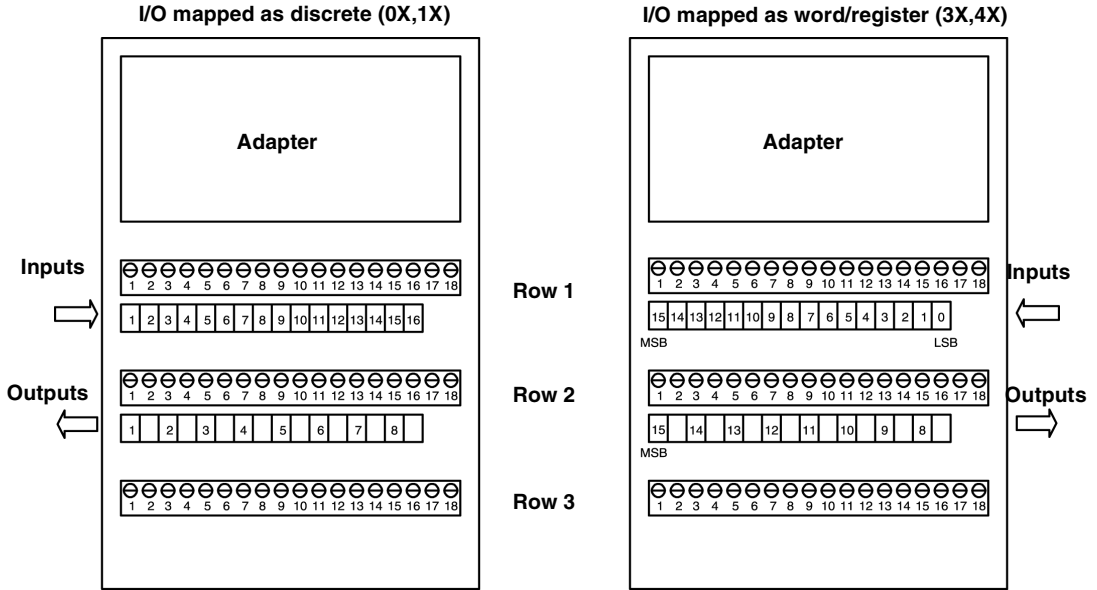 I/O mapped as discrete (0X,1X)
Adapter
Inputs
1 2 3 4 5 6 7 8 9 10 11 12 13 14 15 16 17 18
1 2 3 4 5 6 7 8 9 10 11 12 13 14 15 16
Outputs
1 2 3 4 5 6 7 8 9 10 11 12 13 14 15 16 17 18
1 2 3 4 5 6 7 8
1 2 3 4 5 6 7 8 9 10 11 12 13 14 15 16 17 18
Row 1
Row 2
Row 3
I/O mapped as word/register (3X,4X)
Adapter
Inputs
1 2 3 4 5 6 7 8 9 10 11 12 13 14 15 16 17 18
15 14 13 12 11 10 9 8 7 6 5 4 3 2 1 0
MSB LSB
Outputs
1 2 3 4 5 6 7 8 9 10 11 12 13 14 15 16 17 18
15 14 13 12 11 10 9 8
MSB
1 2 3 4 5 6 7 8 9 10 11 12 13 14 15 16 17 18